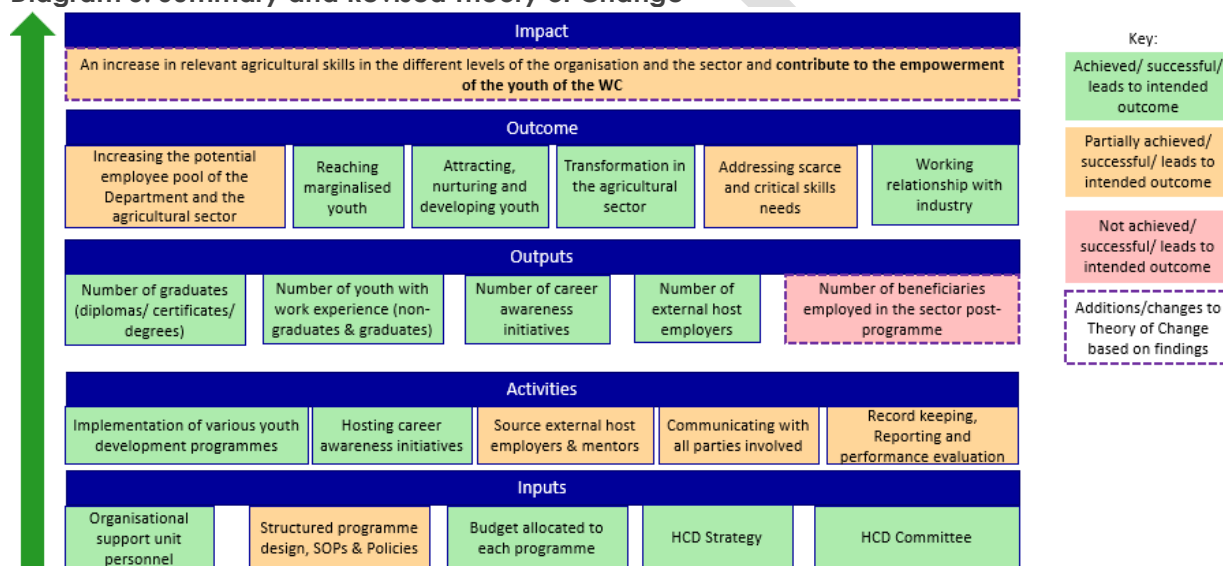 Diagram 3: Summary and Revised Theory of Change
Impact
An increase in relevant agricultural skills in the different levels of the organisation and the sector and contribute to the empowerment
of the youth of the WC
Outcome
Increasing the potential
employee pool of the
Department and the
agricultural sector
Reaching
marginalised
youth
Attracting,
nurturing and
developing youth
Transformation in
the agricultural
sector
Addressing scarce
and critical skills
needs
Working
relationship with
industry
Outputs
Number of graduates
(diplomas/ certificates/
degrees)
Number of youth with
work experience (non-
graduates & graduates)
Number of career
awareness
initiatives
Number of
external host
employers
Number of beneficiaries
employed in the sector post-
programme
Activities
Implementation of various youth
development programmes
Hosting career
awareness initiatives
Source external host
employers & mentors
Communicating with
all parties involved
Record keeping,
Reporting and
performance evaluation
Inputs
Organisational
support unit
personnel
Structured programme
design, SOPs & Policies
Budget allocated to
each programme
HCD Strategy
HCD Committee
Key:
Achieved/ successful/
leads to intended
outcome
Partially achieved/
successful/ leads to
intended outcome
Not achieved/
successful/ leads to
intended outcome
Additions/changes to
Theory of Change
based on findings